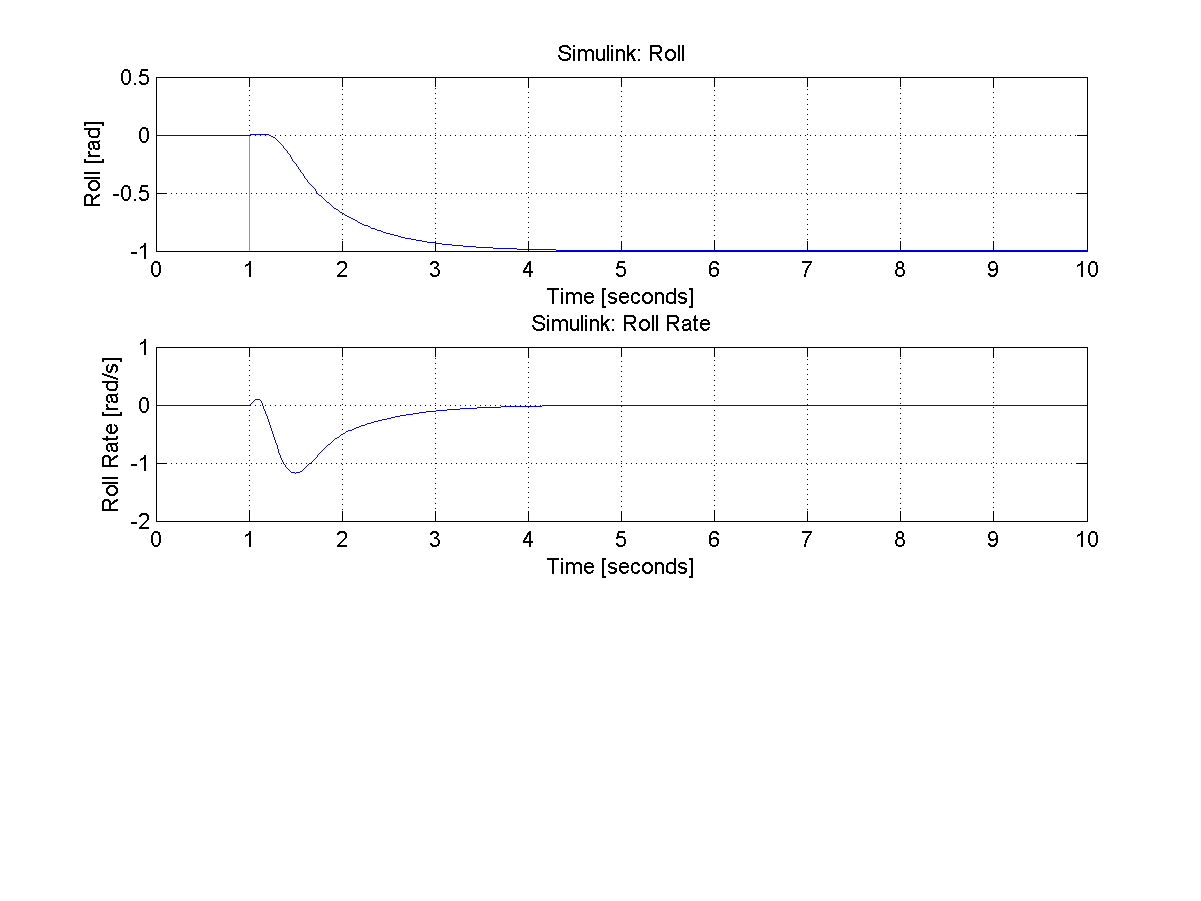 Simulink: Roll
0.5
0
-0.5
-1
Roll [rad]
0 1 2 3 4 5 6 7 8 9 10
Time [seconds]
Simulink: Roll Rate
1
0
-1
-2
Roll Rate [rad/s]
0 1 2 3 4 5 6 7 8 9 10
Time [seconds]